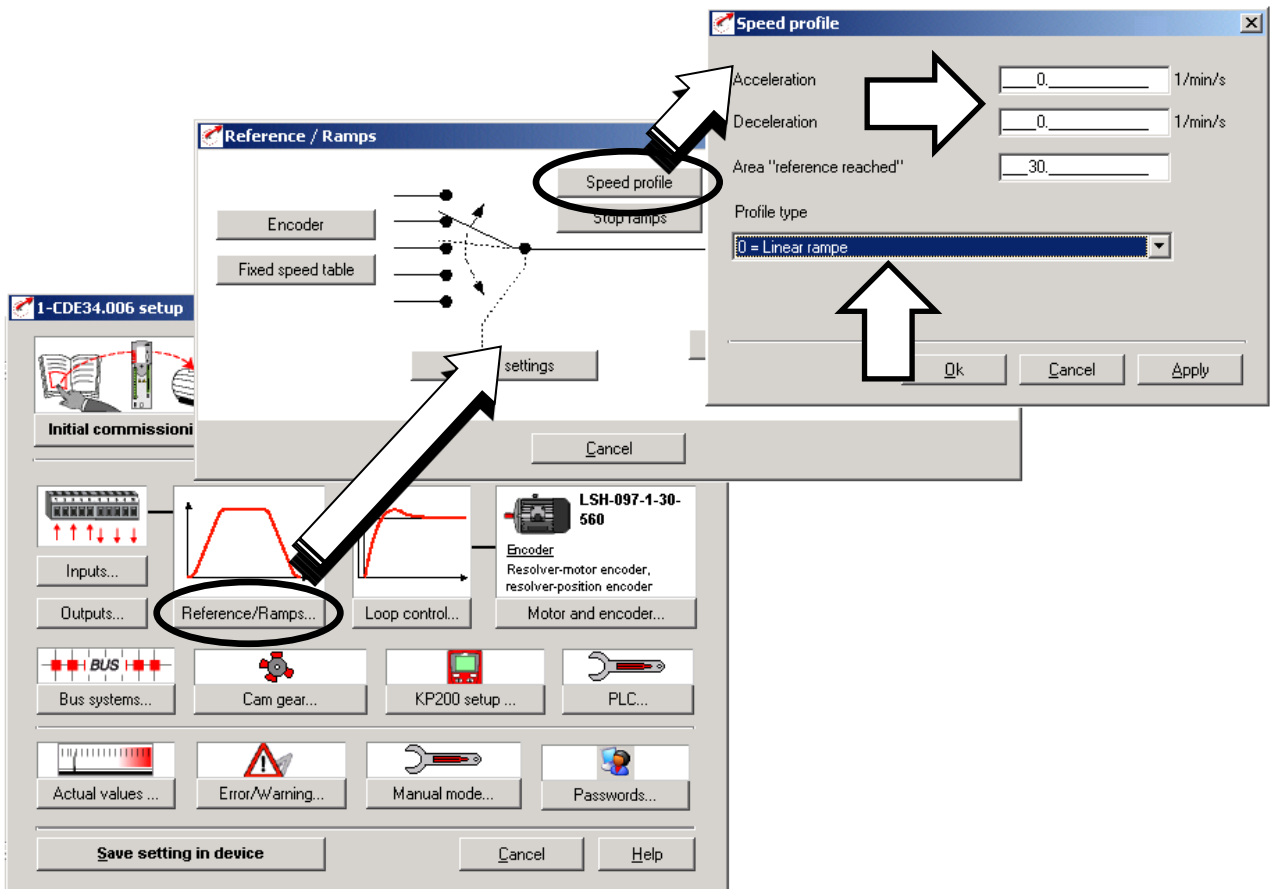 Speed profile
Acceleration
____0.__________ 1/min/s
Deceleration
____0.__________ 1/min/s
Area "reference reached"
___30.__________
Profile type
0 = Linear rampe
Ok
Cancel
Apply
Reference / Ramps
Speed profile
Stop ramps
Encoder
Fixed speed table
settings
Cancel
1-CDE34.006 setup
Initial commissioni
LSH-097-1-30-
560
Encoder
Resolver-motor encoder,
resolver-position encoder
Inputs...
Outputs...
Reference/Ramps...
Loop control...
Motor and encoder...
BUS
Bus systems...
Cam gear...
KP200 setup ...
PLC...
Actual values ...
Error/Warning...
Manual mode...
Passwords...
Save setting in device
Cancel
Help